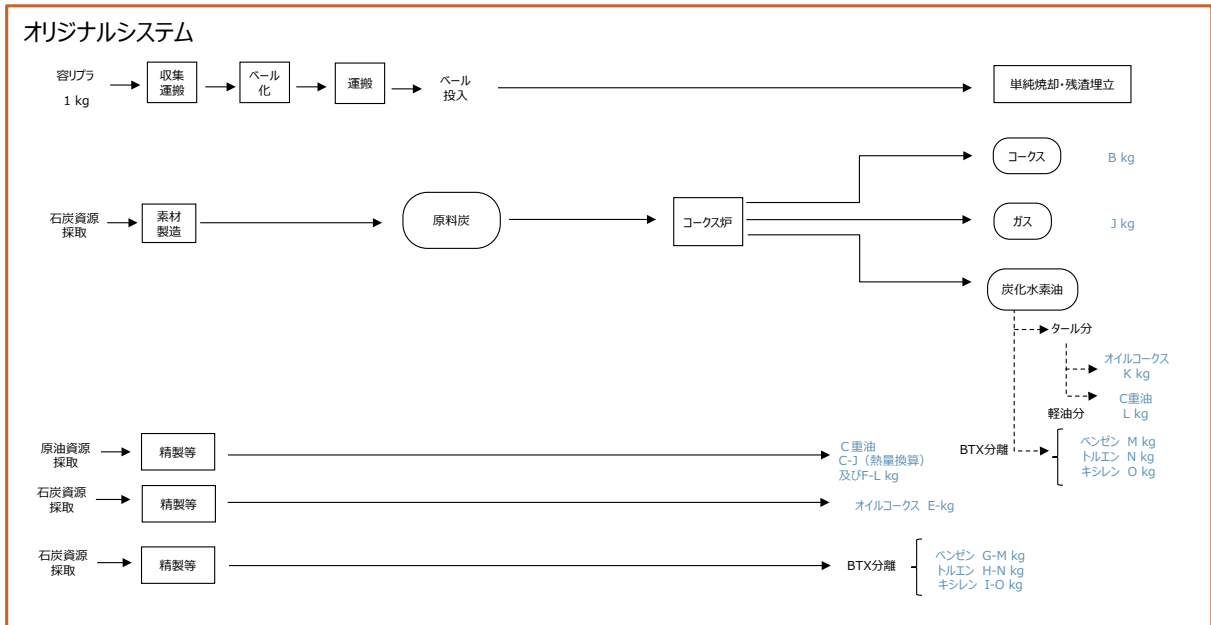 オリジナルシステム
容リプラ
1 kg
収集
運搬
ベール
化
運搬
ベール
投入
単純焼却・残渣埋立
コークス
B kg
石炭資源
採取
素材
製造
原料炭
コークス炉
ガス
J kg
炭化水素油
タール分
オイルコークス
K kg
C重油
L kg
軽油分
原油資源
採取
精製等
C重油
C-J（熱量換算）
及びF-L kg
BTX分離
ベンゼン M kg
トルエン N kg
キシレン O kg
石炭資源
採取
精製等
オイルコークス E-kg
石炭資源
採取
精製等
BTX分離
ベンゼン G-M kg
トルエン H-N kg
キシレン I-O kg